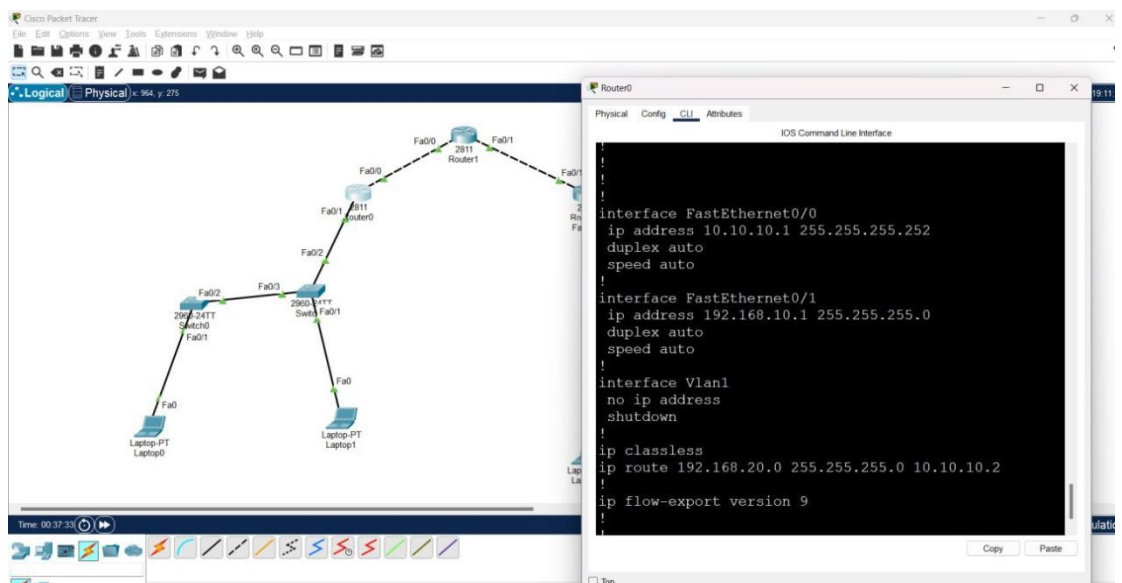 Cisco Packet Tracer
File Edit Options View Tools Extensions Window Help
Logical Physical x: 964, y: 275
19:11:
Router0
Physical Config CLI Attributes
IOS Command Line Interface
!
!
!
!
interface FastEthernet0/0
ip address 10.10.10.1 255.255.255.252
duplex auto
speed auto
!
interface FastEthernet0/1
ip address 192.168.10.1 255.255.255.0
duplex auto
speed auto
!
interface Vlan1
no ip address
shutdown
!
ip classless
ip route 192.168.20.0 255.255.255.0 10.10.10.2
!
ip flow-export version 9
!
Copy Paste
Top
Fa0/0 Fa0/1
2811
Router1
Fa0/0
Fa0/1
2811
Fa0/1
Fa0/2
Fa0/3
Fa0/2
2960-24TT
Switch0
Fa0/1
Fa0/1
Fa0
Fa0
Laptop-PT
Laptop0
Laptop-PT
Laptop1
Time: 00:37:33